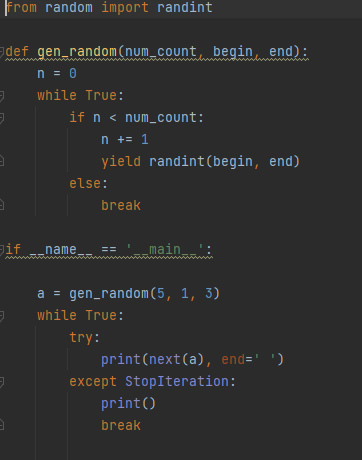 from random import randint
def gen_random(num_count, begin, end):
    n = 0
    while True:
        if n < num_count:
            n += 1
            yield randint(begin, end)
        else:
            break
if __name__ == '__main__':
    a = gen_random(5, 1, 3)
    while True:
        try:
            print(next(a), end=' ')
        except StopIteration:
            print()
            break